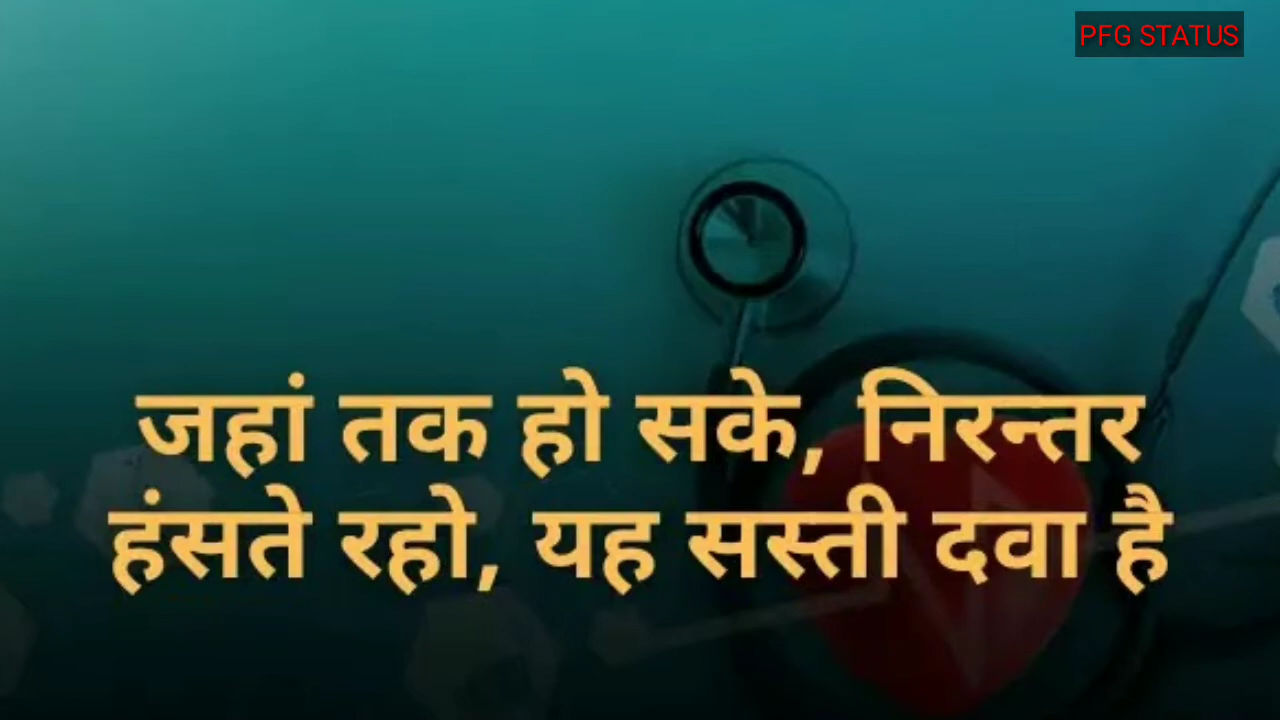 PFG STATUS
जहां तक हो सके, निरन्तर
हंसते रहो, यह सस्ती दवा है